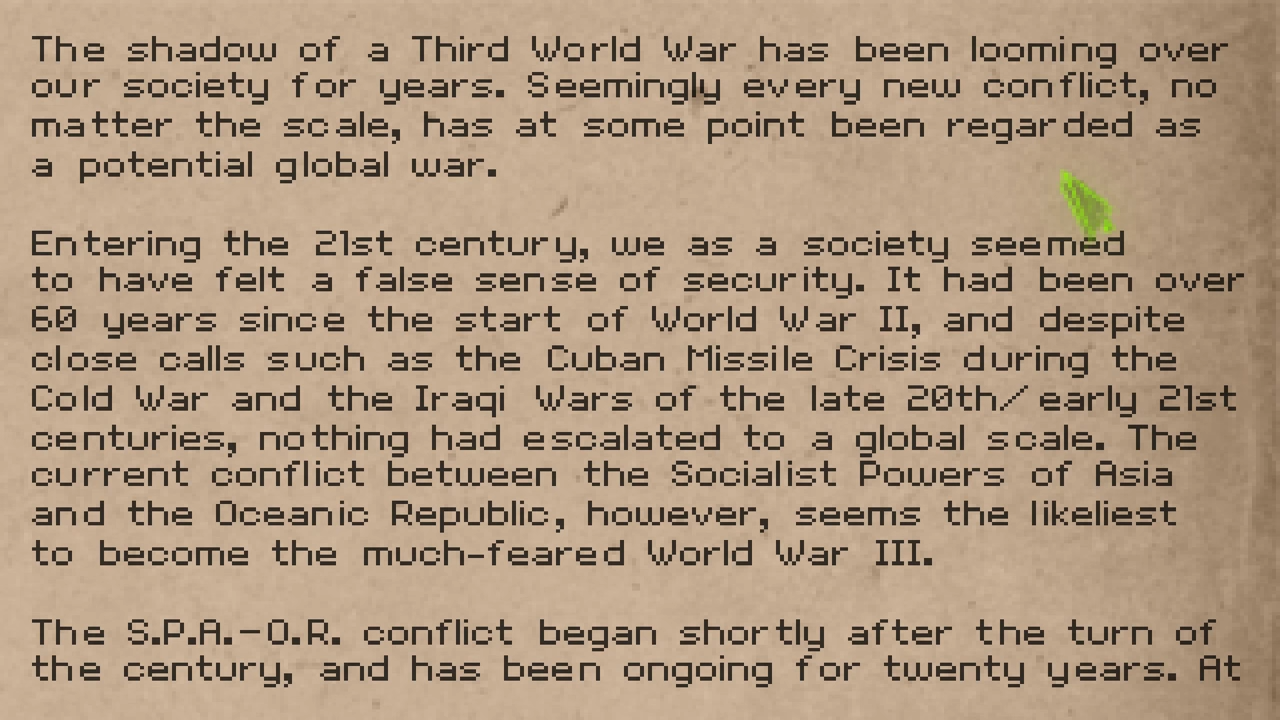 The shadow of a Third World War has been looming over
our society for years. Seemingly every new conflict, no
matter the scale, has at some point been regarded as
a potential global war.
Entering the 21st century, we as a society seemed
to have felt a false sense of security. It had been over
60 years since the start of World War II, and despite
close calls such as the Cuban Missile Crisis during the
Cold War and the Iraqi Wars of the late 20th/early 21st
centuries, nothing had escalated to a global scale. The
current conflict between the Socialist Powers of Asia
and the Oceanic Republic, however, seems the likeliest
to become the much-feared World War III.
The S.P.A.-O.R. conflict began shortly after the turn of
the century, and has been ongoing for twenty years. At